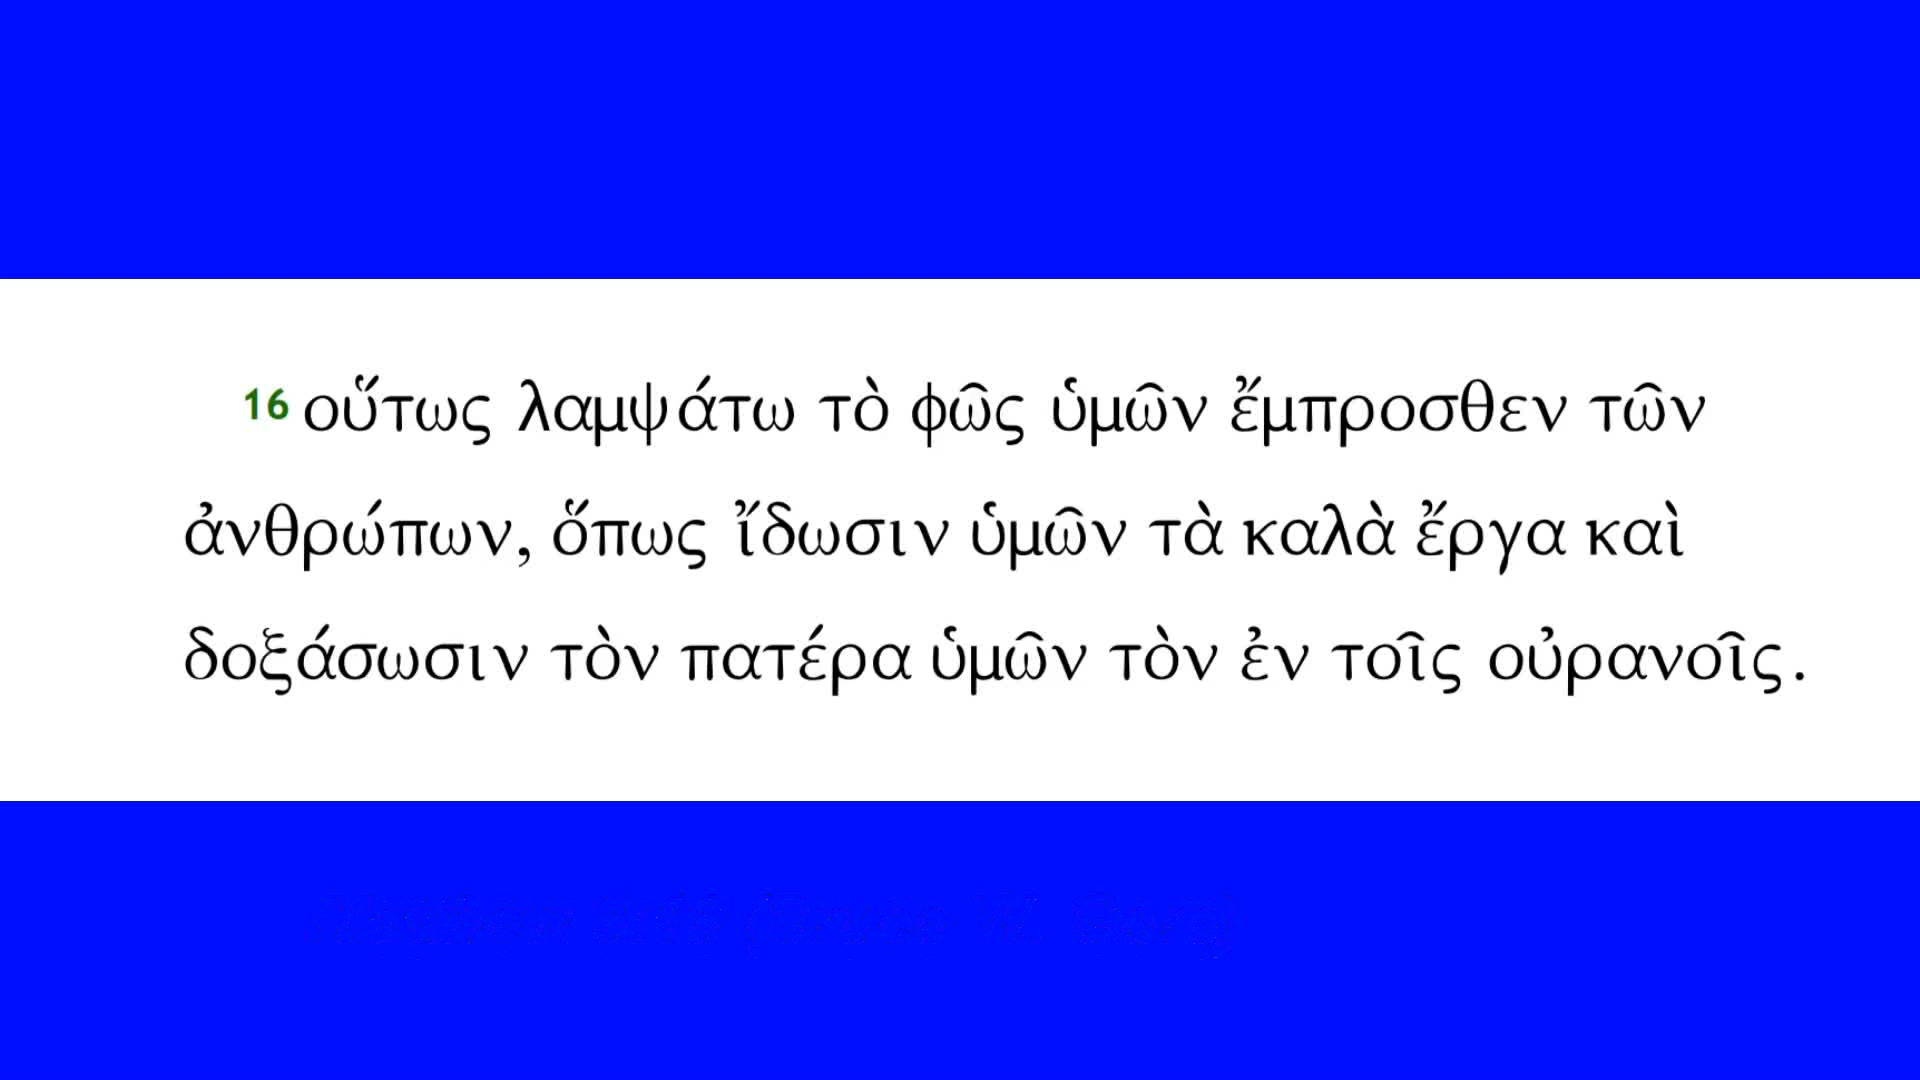 16 οὕτως λαμψάτω τὸ φῶς ὑμῶν ἔμπροσθεν τῶν
ἀνθρώπων, ὅπως ἴδωσιν ὑμῶν τὰ καλὰ ἔργα καὶ
δοξάσωσιν τὸν πατέρα ὑμῶν τὸν ἐν τοῖς οὐρανοῖς.